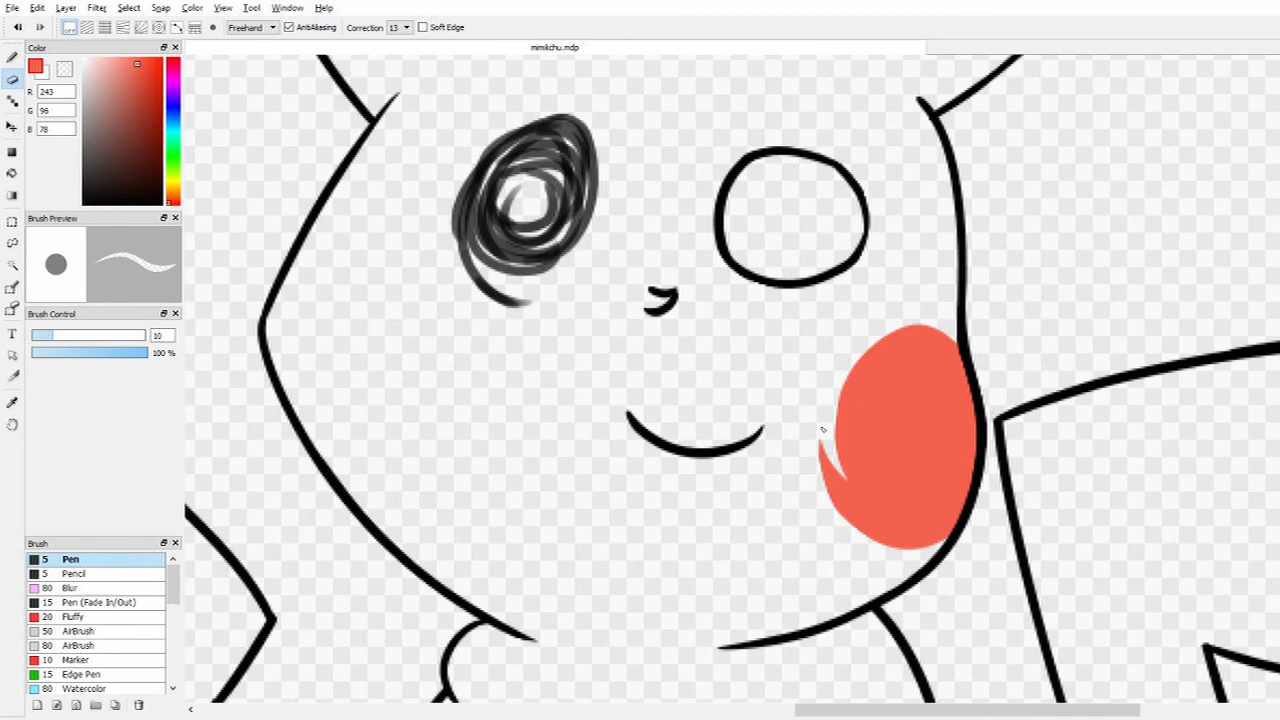 File Edit Layer Filter Select Snap Color View Tool Window Help
Freehand AntiAliasing Correction 13 Soft Edge
Color
mimikchu.mdp
R 243
G 96
B 78
Brush Preview
Brush Control
10
100 %
Brush
5 Pen
5 Pencil
80 Blur
15 Pen (Fade In/Out)
20 Fluffy
50 AirBrush
80 AirBrush
10 Marker
15 Edge Pen
80 Watercolor